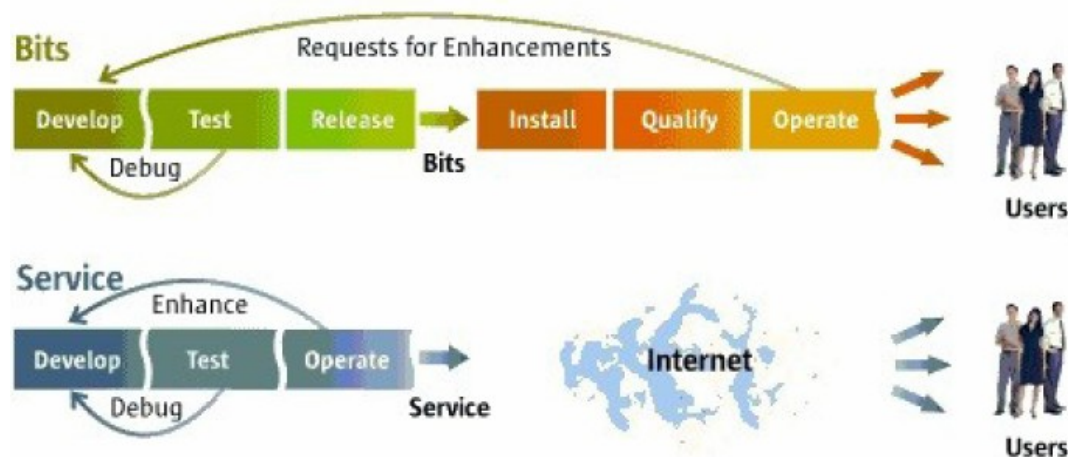 Bits
Requests for Enhancements
Develop
Test
Release
Install
Qualify
Operate
Debug
Bits
Users
Service
Enhance
Develop
Test
Operate
Internet
Debug
Service
Users